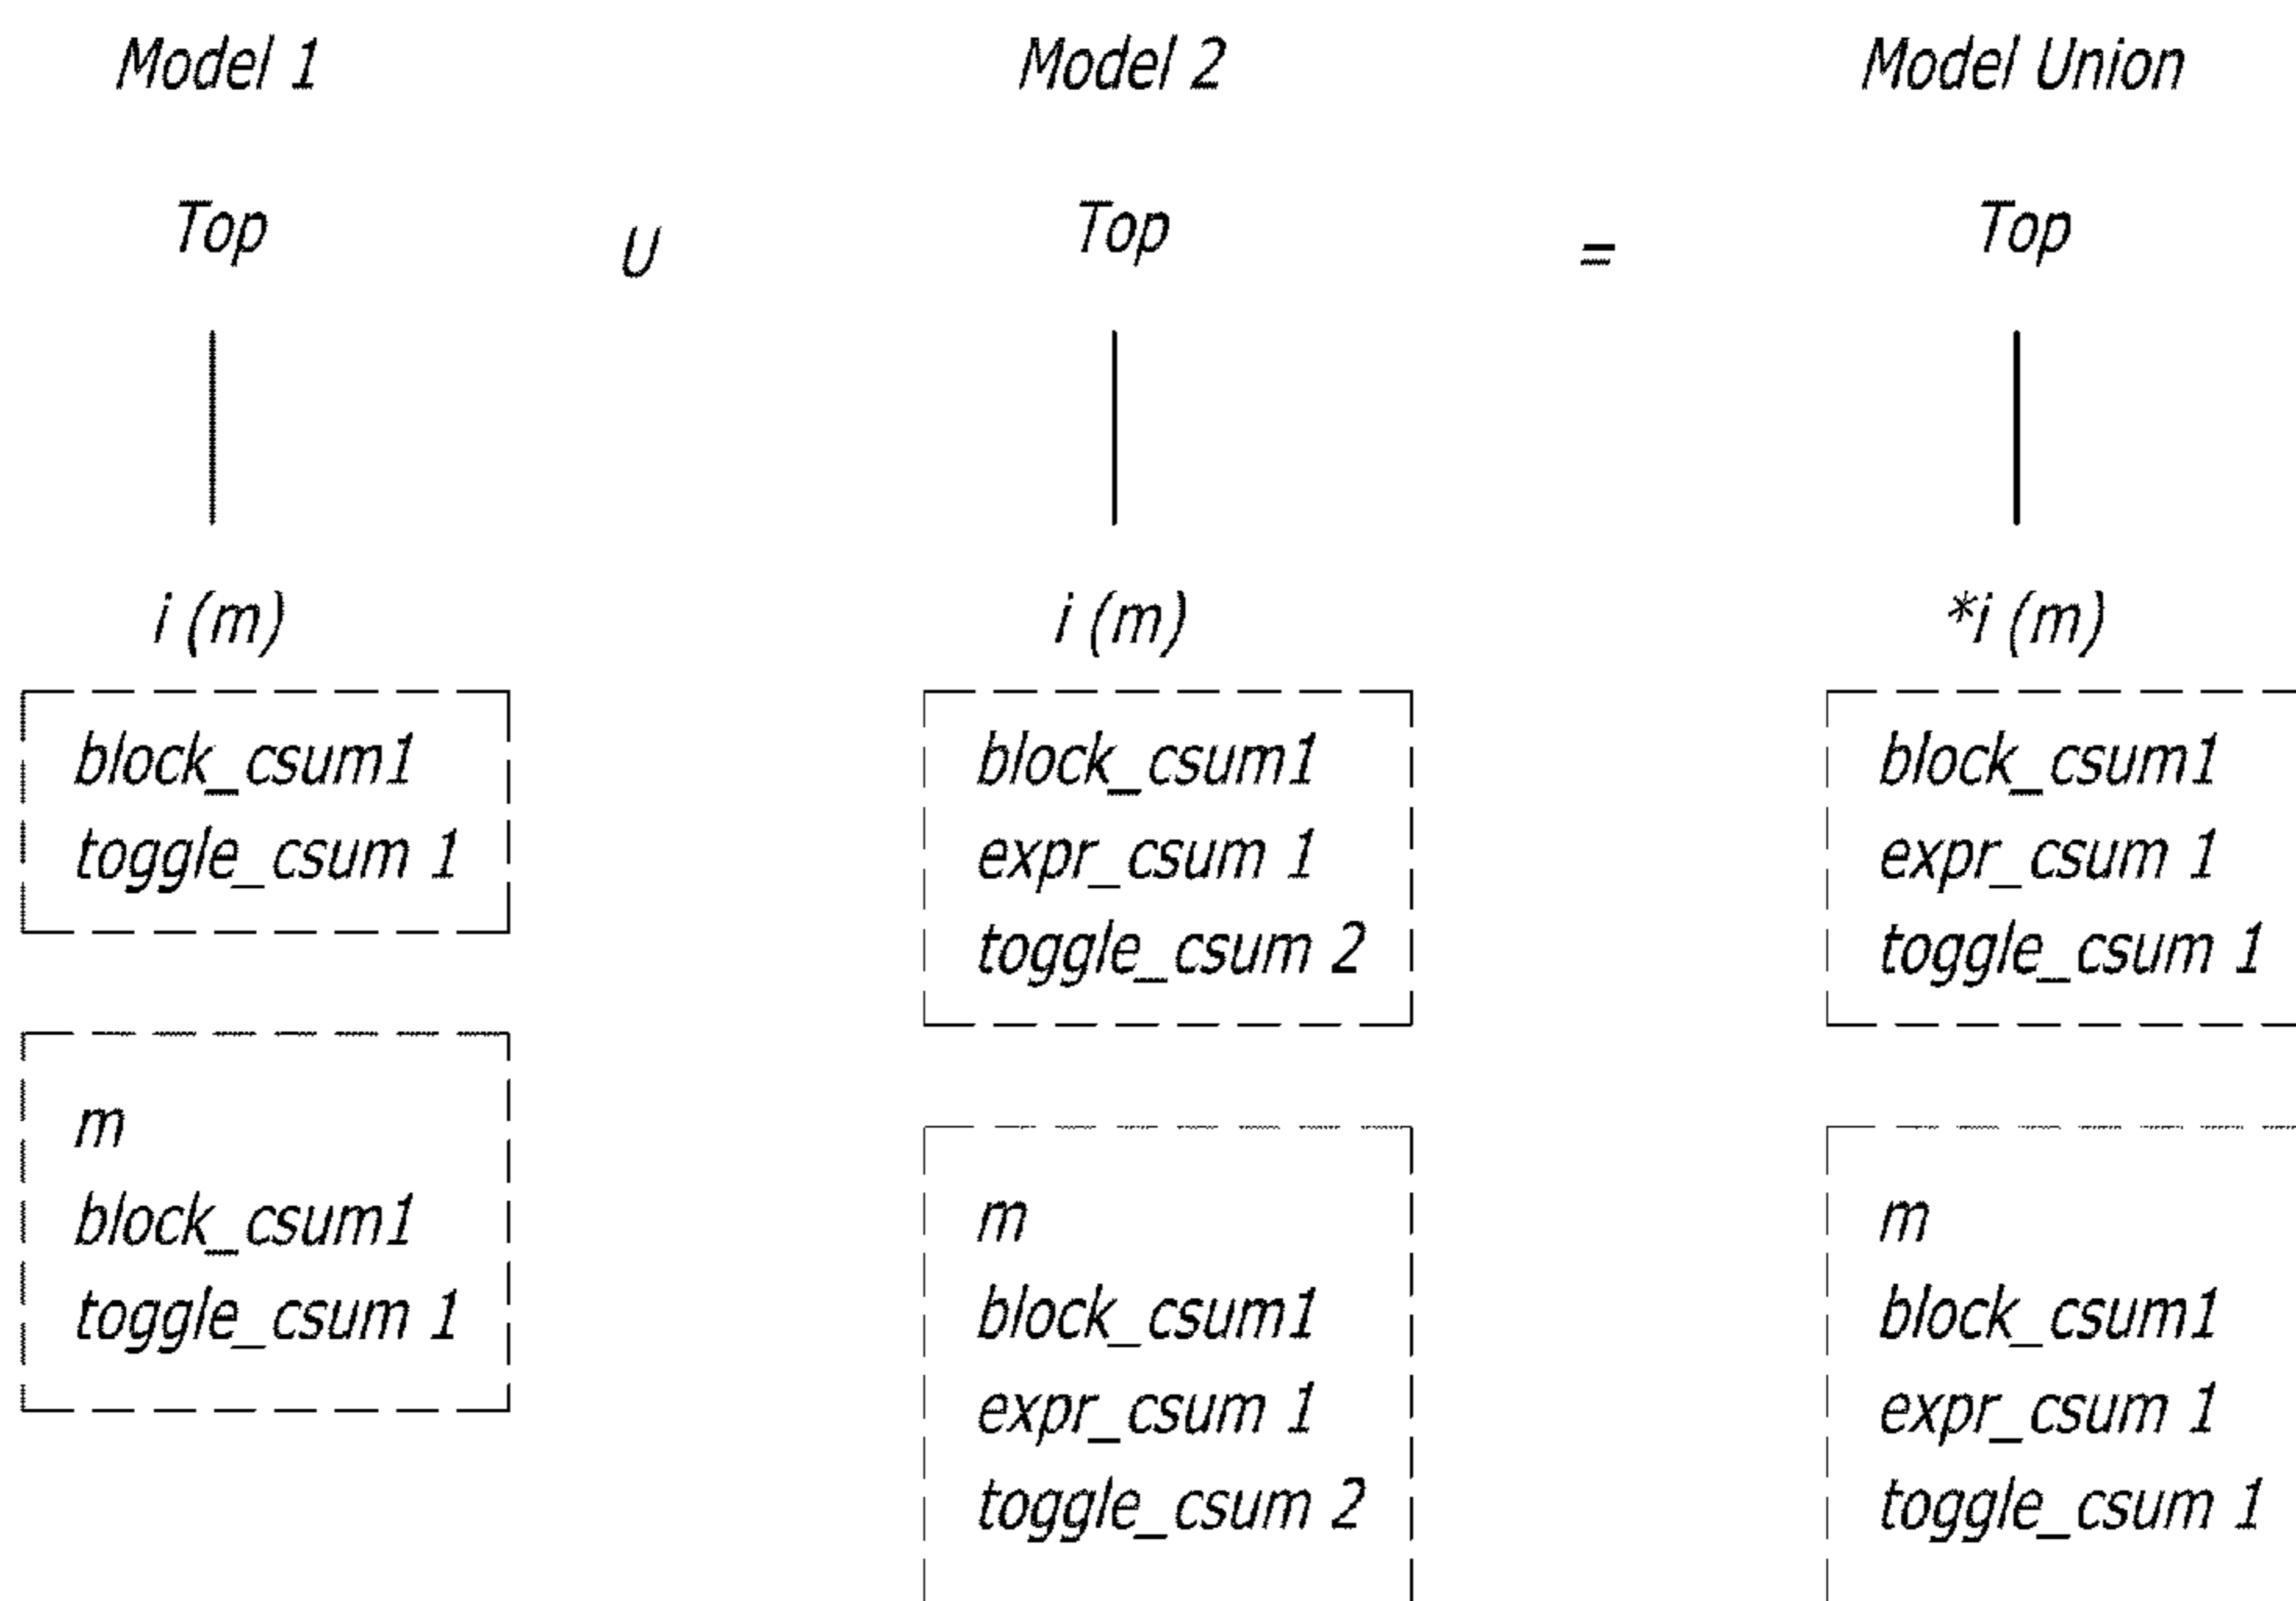 Model 1
Model 2
Model Union
Top
U
Top
=
Top
i (m)
i (m)
*i (m)
block_csum1
toggle_csum 1
block_csum1
expr_csum 1
toggle_csum 2
block_csum1
expr_csum 1
toggle_csum 1
m
block_csum1
toggle_csum 1
m
block_csum1
expr_csum 1
toggle_csum 2
m
block_csum1
expr_csum 1
toggle_csum 1